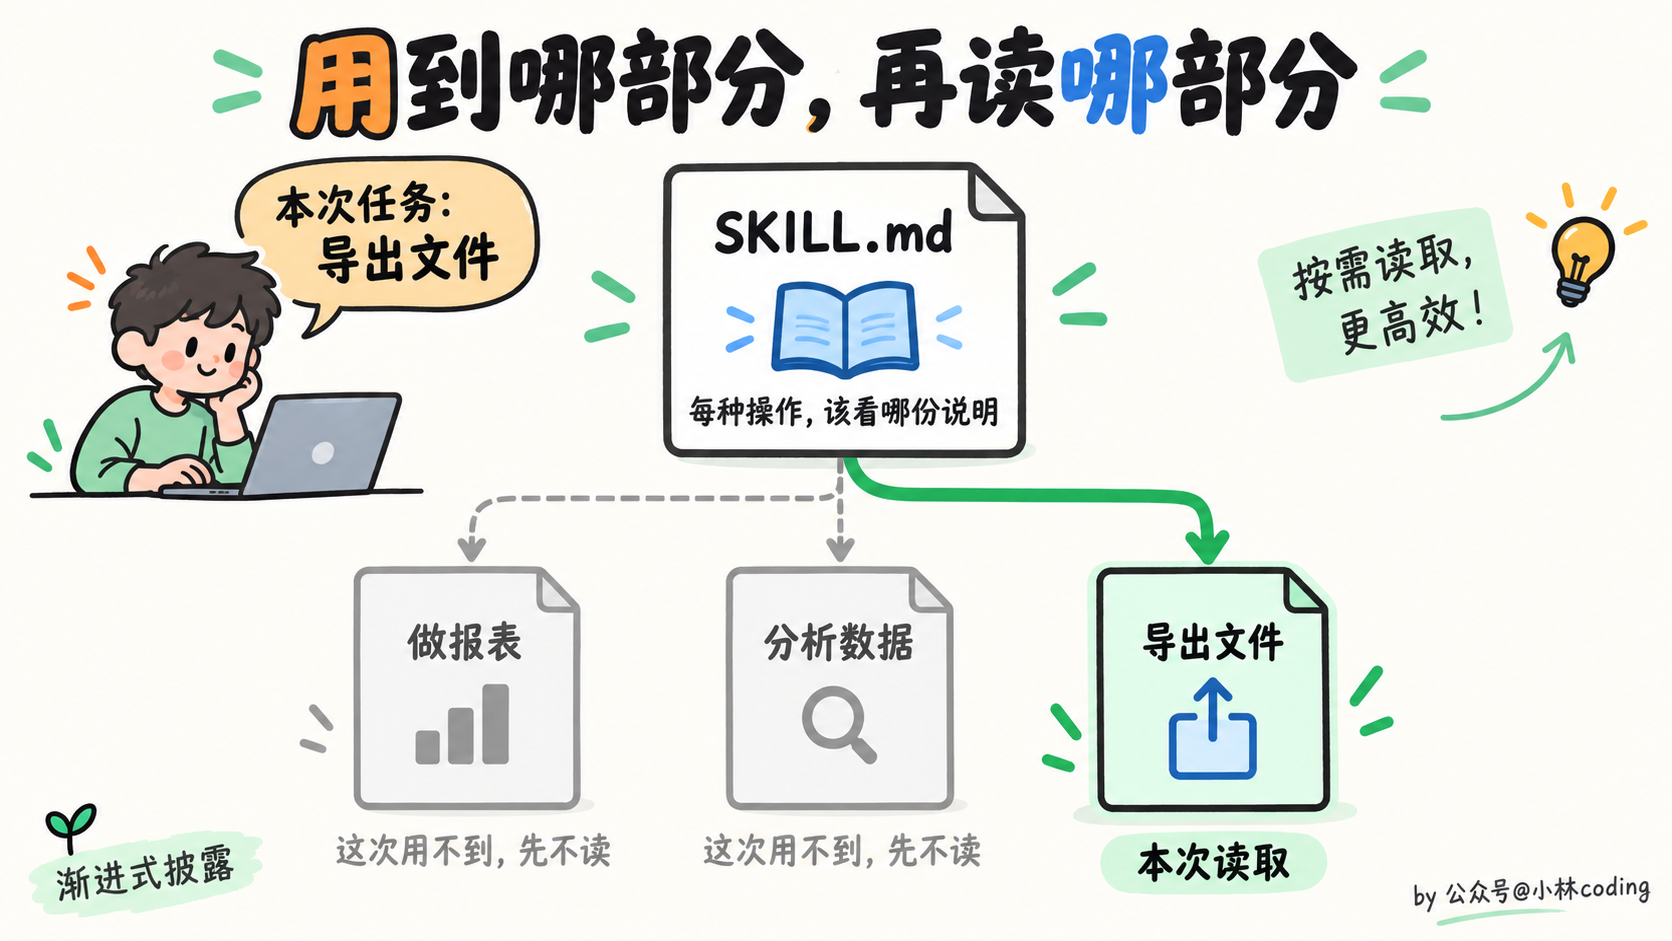 用到哪部分,再读哪部分
本次任务:
导出文件
SKILL.md
每种操作,该看哪份说明
按需读取,
更高效!
做报表
分析数据
导出文件
这次用不到,先不读
这次用不到,先不读
本次读取
渐进式披露
by 公众号@小林coding